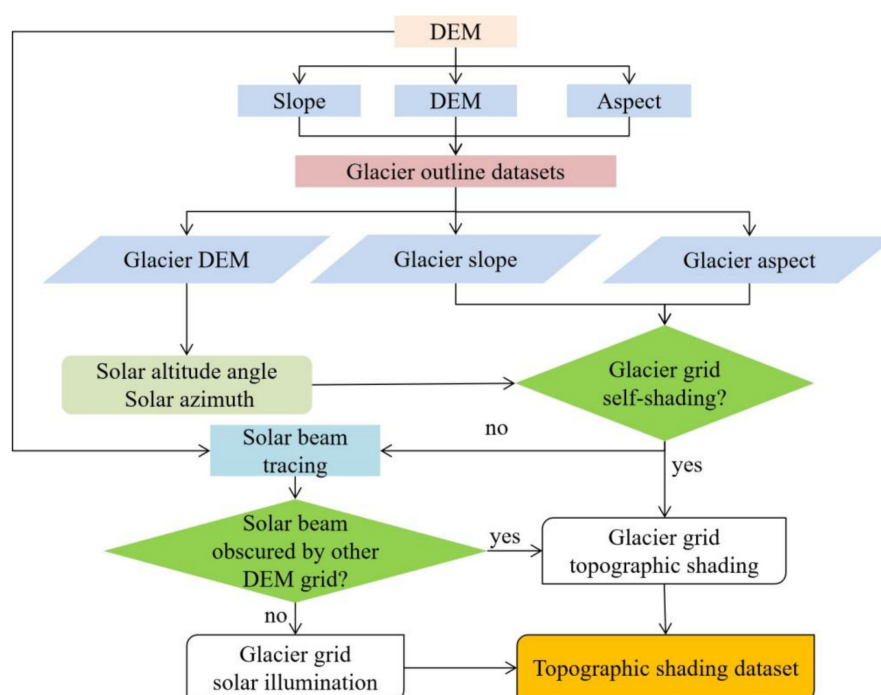 DEM
Slope
DEM
Aspect
Glacier outline datasets
Glacier DEM
Glacier slope
Glacier aspect
Solar altitude angle
Solar azimuth
Glacier grid
self-shading?
no
yes
Solar beam
tracing
Solar beam
obscured by other
DEM grid?
yes
Glacier grid
topographic shading
no
Glacier grid
solar illumination
Topographic shading dataset